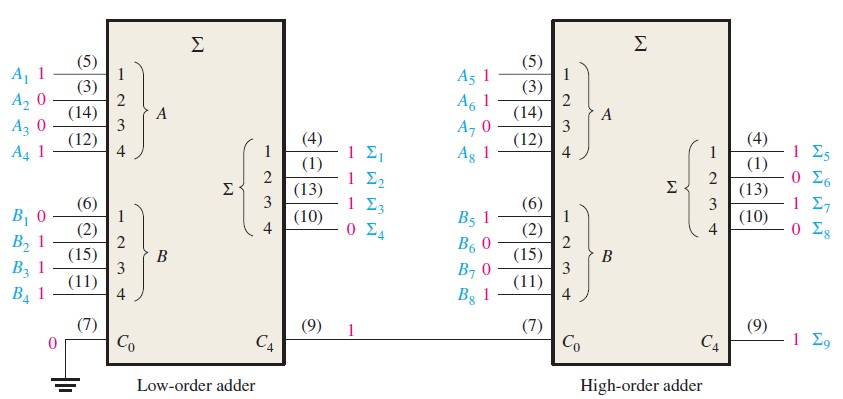 Σ Σ
(5) (5)
A₁ 1 1 A₅ 1 1
(3) (3)
A₂ 0 2 A₆ 1 2
(14) A (14) A
A₃ 0 3 A₇ 0 3
(12) (4) (12) (4)
A₄ 1 4 1 1 Σ₁ A₈ 1 4 1 1 Σ₅
(1) (1)
2 1 Σ₂ 2 0 Σ₆
Σ (13) Σ (13)
(6) 3 1 Σ₃ (6) 3 1 Σ₇
B₁ 0 1 (10) B₅ 1 1 (10)
(2) 4 0 Σ₄ (2) 4 0 Σ₈
B₂ 1 2 B₆ 0 2
(15) B (15) B
B₃ 1 3 B₇ 0 3
(11) (11)
B₄ 1 4 B₈ 1 4
(7) (9) 1 (7) (9)
0 C₀ C₄ C₀ C₄ 1 Σ₉
Low-order adder High-order adder